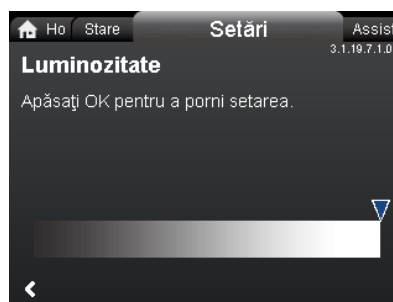 Ho Stare Setări Assist
3.1.19.7.1.0
Luminozitate
Apăsaţi OK pentru a porni setarea.